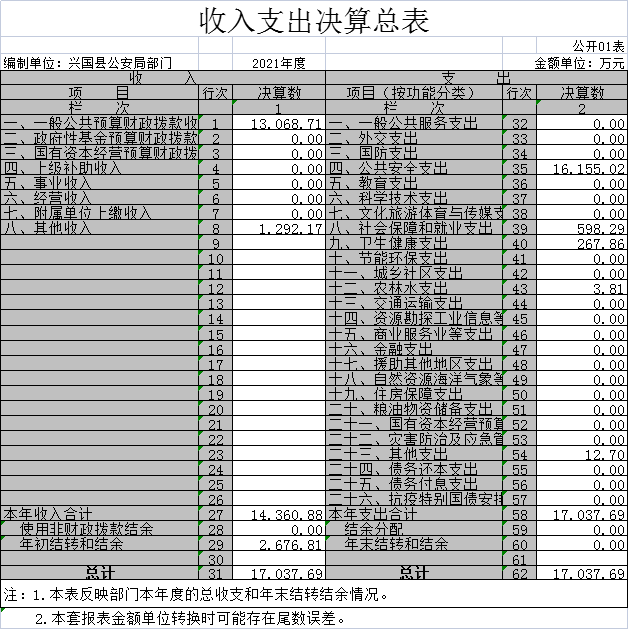 收入支出决算总表
公开01表
编制单位：兴国县公安局部门 2021年度 金额单位：万元
收 入 支 出
项 目 行次 决算数 项目（按功能分类） 行次 决算数
栏 次 1 栏 次 2
一、一般公共预算财政拨款收 1 13,068.71 一、一般公共服务支出 32 0.00
二、政府性基金预算财政拨款 2 0.00 二、外交支出 33 0.00
三、国有资本经营预算财政拨 3 0.00 三、国防支出 34 0.00
四、上级补助收入 4 0.00 四、公共安全支出 35 16,155.02
五、事业收入 5 0.00 五、教育支出 36 0.00
六、经营收入 6 0.00 六、科学技术支出 37 0.00
七、附属单位上缴收入 7 0.00 七、文化旅游体育与传媒支 38 0.00
八、其他收入 8 1,292.17 八、社会保障和就业支出 39 598.29
9 九、卫生健康支出 40 267.86
10 十、节能环保支出 41 0.00
11 十一、城乡社区支出 42 0.00
12 十二、农林水支出 43 3.81
13 十三、交通运输支出 44 0.00
14 十四、资源勘探工业信息等 45 0.00
15 十五、商业服务业等支出 46 0.00
16 十六、金融支出 47 0.00
17 十七、援助其他地区支出 48 0.00
18 十八、自然资源海洋气象等 49 0.00
19 十九、住房保障支出 50 0.00
20 二十、粮油物资储备支出 51 0.00
21 二十一、国有资本经营预算 52 0.00
22 二十二、灾害防治及应急管 53 0.00
23 二十三、其他支出 54 12.70
24 二十四、债务还本支出 55 0.00
25 二十五、债务付息支出 56 0.00
26 二十六、抗疫特别国债安排 57 0.00
本年收入合计 27 14,360.88 本年支出合计 58 17,037.69
使用非财政拨款结余 28 0.00 结余分配 59 0.00
年初结转和结余 29 2,676.81 年末结转和结余 60 0.00
30 61
总计 31 17,037.69 总计 62 17,037.69
注：1.本表反映部门本年度的总收支和年末结转结余情况。
2.本套报表金额单位转换时可能存在尾数误差。